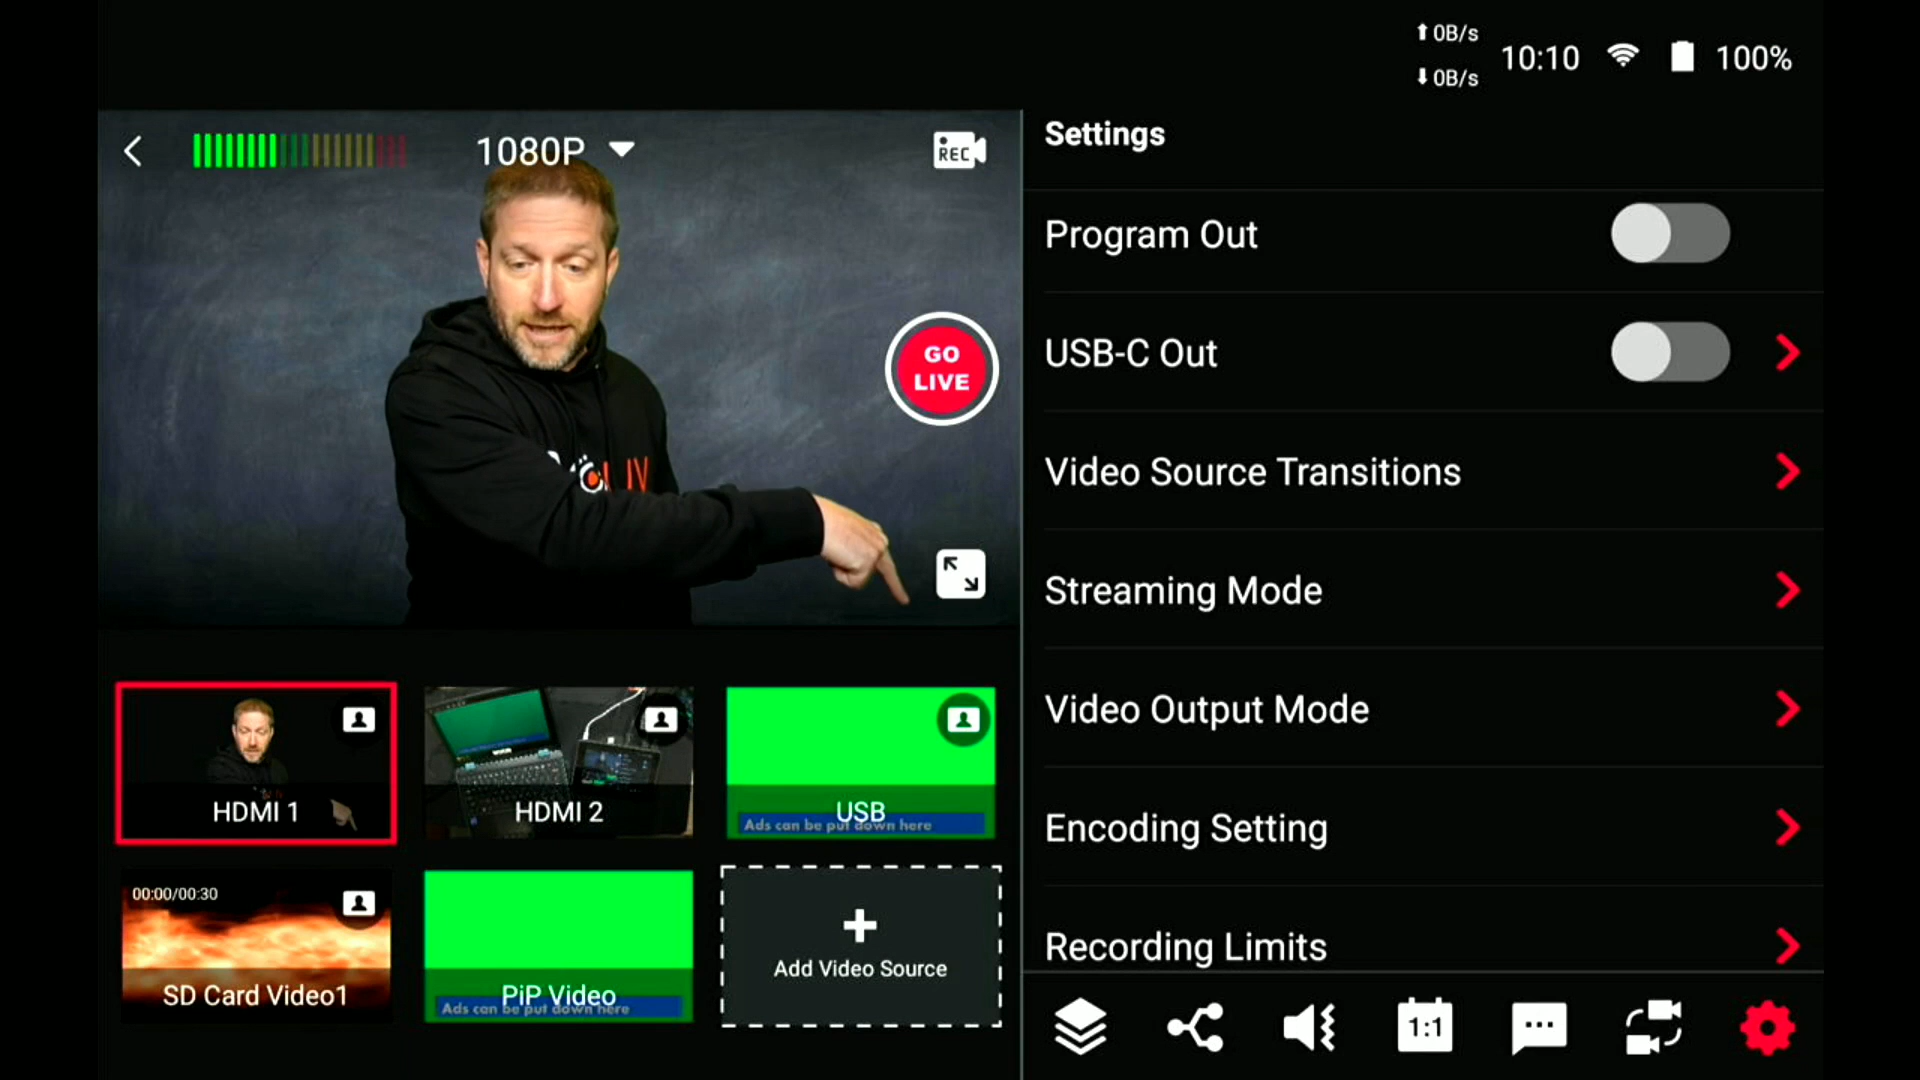 0B/s
0B/s
10:10
100%
1080P
REC
GO
LIVE
HDMI 1
HDMI 2
USB
Ads can be put down here
00:00/00:30
SD Card Video1
PiP Video
Ads can be put down here
Add Video Source
Settings
Program Out
USB-C Out
Video Source Transitions
Streaming Mode
Video Output Mode
Encoding Setting
Recording Limits
1:1